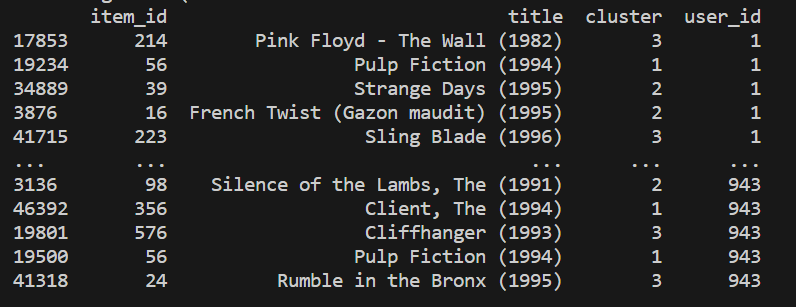 item_id title cluster user_id
17853 214 Pink Floyd - The Wall (1982) 3 1
19234 56 Pulp Fiction (1994) 1 1
34889 39 Strange Days (1995) 2 1
3876 16 French Twist (Gazon maudit) (1995) 2 1
41715 223 Sling Blade (1996) 3 1
... ... ... ... ...
3136 98 Silence of the Lambs, The (1991) 2 943
46392 356 Client, The (1994) 1 943
19801 576 Cliffhanger (1993) 3 943
19500 56 Pulp Fiction (1994) 1 943
41318 24 Rumble in the Bronx (1995) 3 943